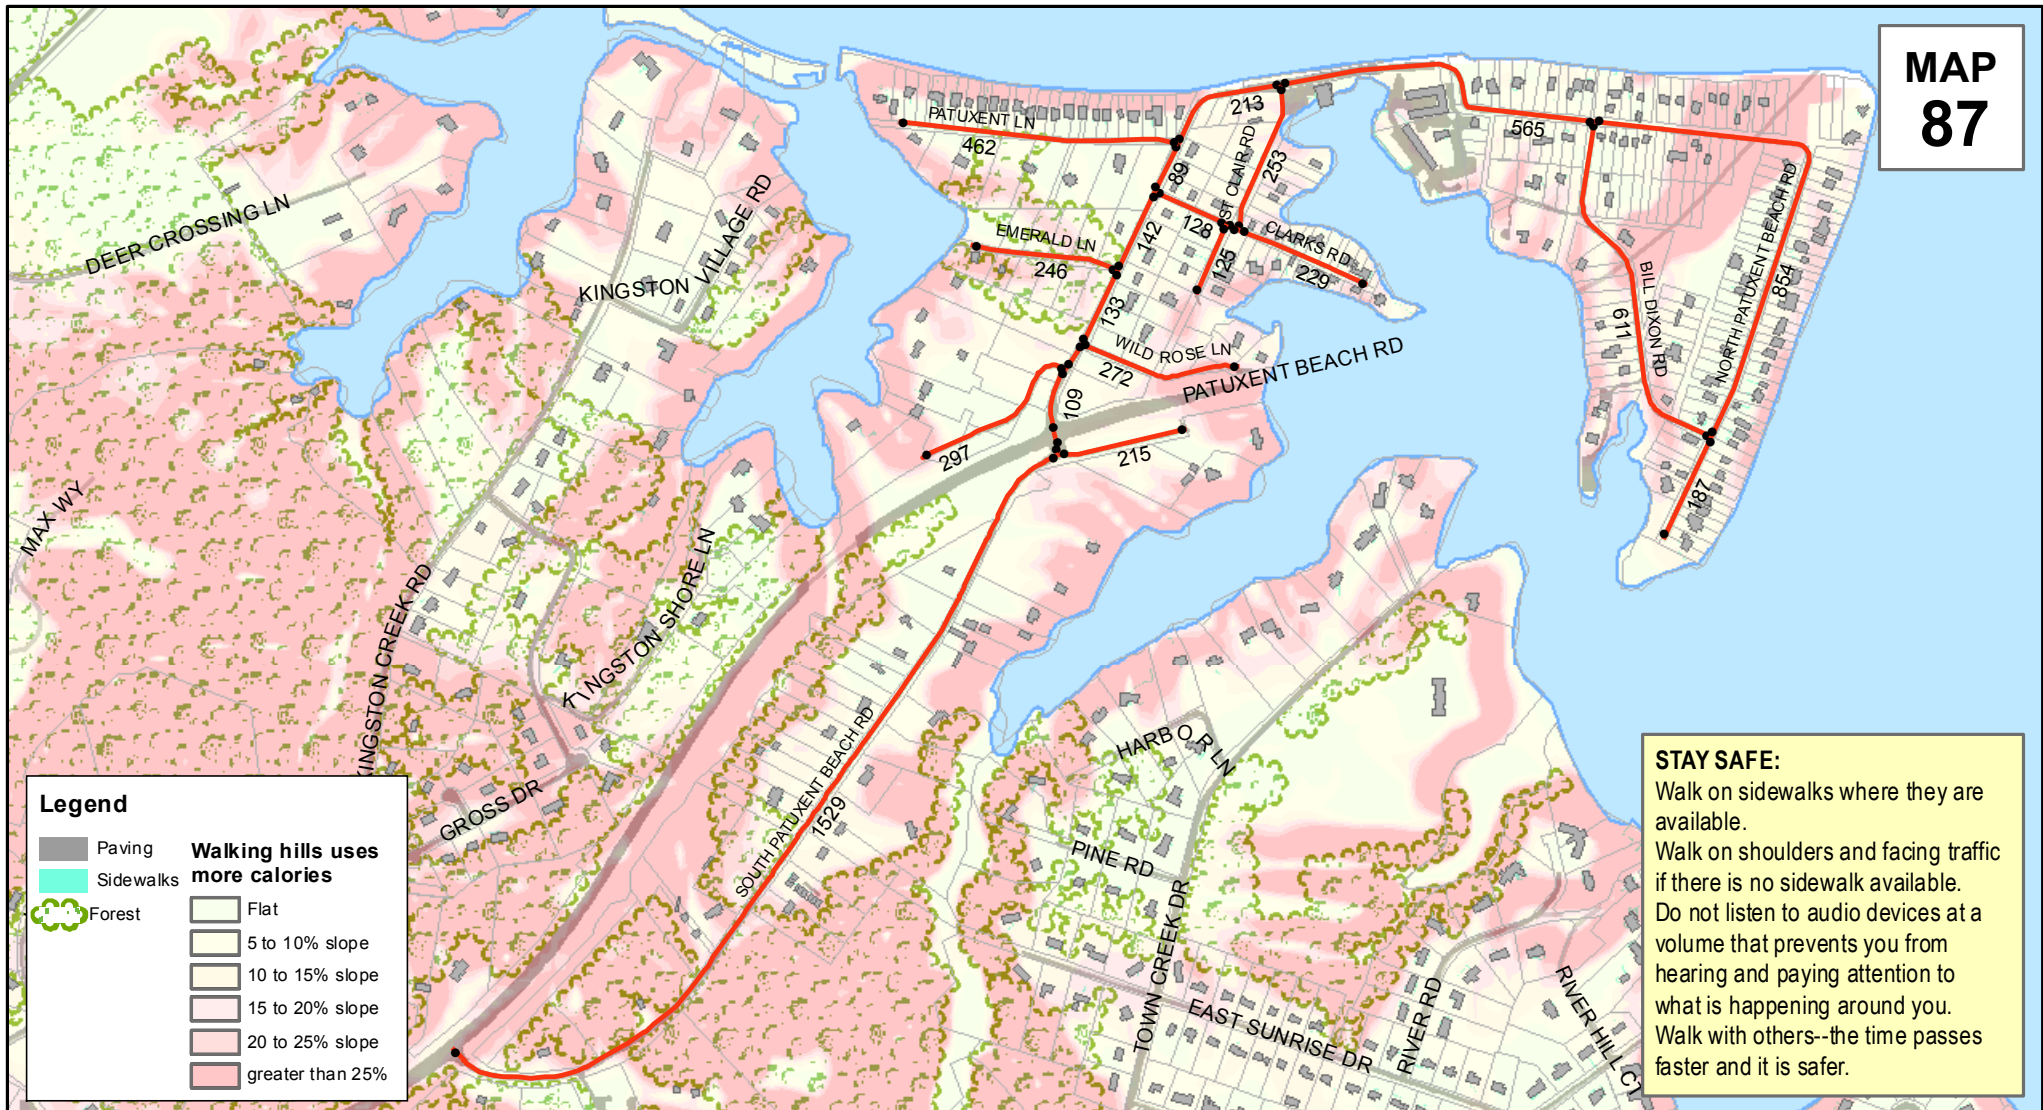 MAP
87
PATUXENT LN
462
213
89
ST CLAIR RD
253
565
DEER CROSSING LN
KINGSTON VILLAGE RD
EMERALD LN
246
142
128
125
CLARKS RD
229
133
WILD ROSE LN
272
PATUXENT BEACH RD
109
297
215
BILL DIXON RD
611
NORTH PATUXENT BEACH RD
854
187
MAX WY
KINGSTON CREEK RD
KINGSTON SHORE LN
GROSS DR
SOUTH PATUXENT BEACH RD
1529
HARBOR LN
PINE RD
TOWN CREEK DR
EAST SUNRISE DR
RIVER RD
RIVER HILL CT
Legend
Paving
Sidewalks
Forest
Walking hills uses
more calories
Flat
5 to 10% slope
10 to 15% slope
15 to 20% slope
20 to 25% slope
greater than 25%
STAY SAFE:
Walk on sidewalks where they are
available.
Walk on shoulders and facing traffic
if there is no sidewalk available.
Do not listen to audio devices at a
volume that prevents you from
hearing and paying attention to
what is happening around you.
Walk with others--the time passes
faster and it is safer.